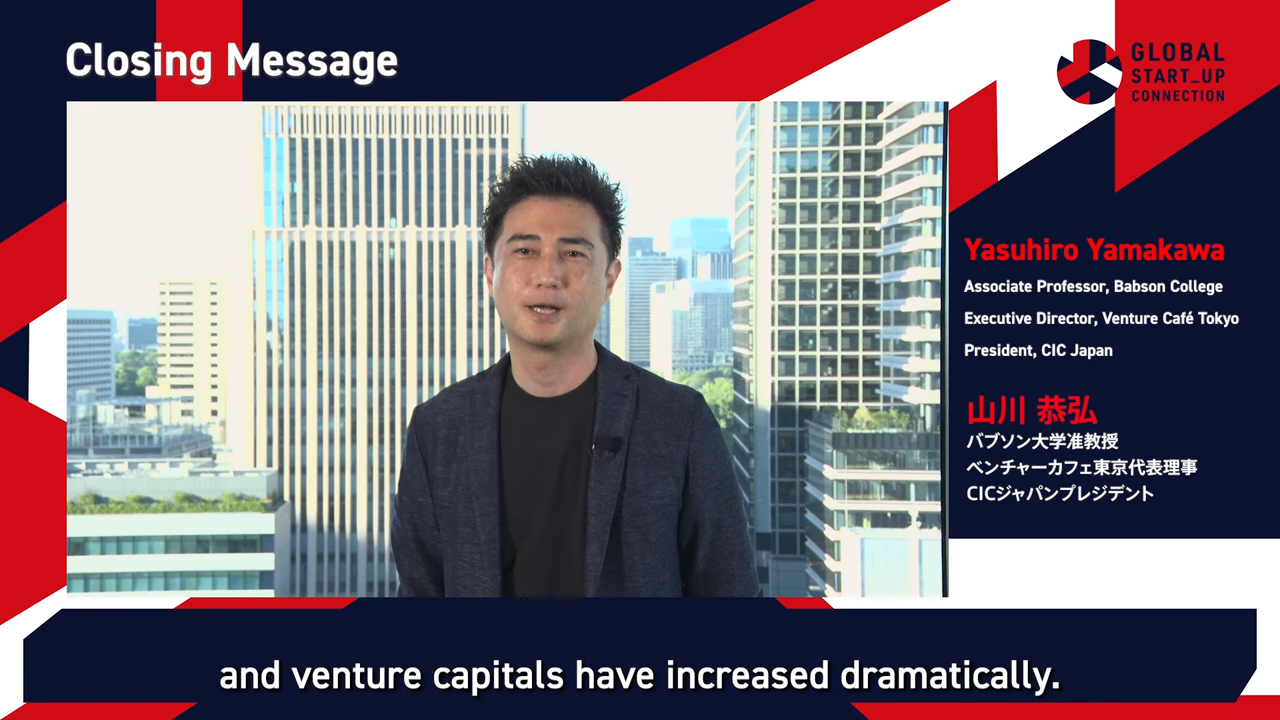 Closing Message
GLOBAL
START_UP
CONNECTION
Yasuhiro Yamakawa
Associate Professor, Babson College
Executive Director, Venture Café Tokyo
President, CIC Japan
山川 恭弘
バブソン大学准教授
ベンチャーカフェ東京代表理事
CICジャパンプレジデント
and venture capitals have increased dramatically.